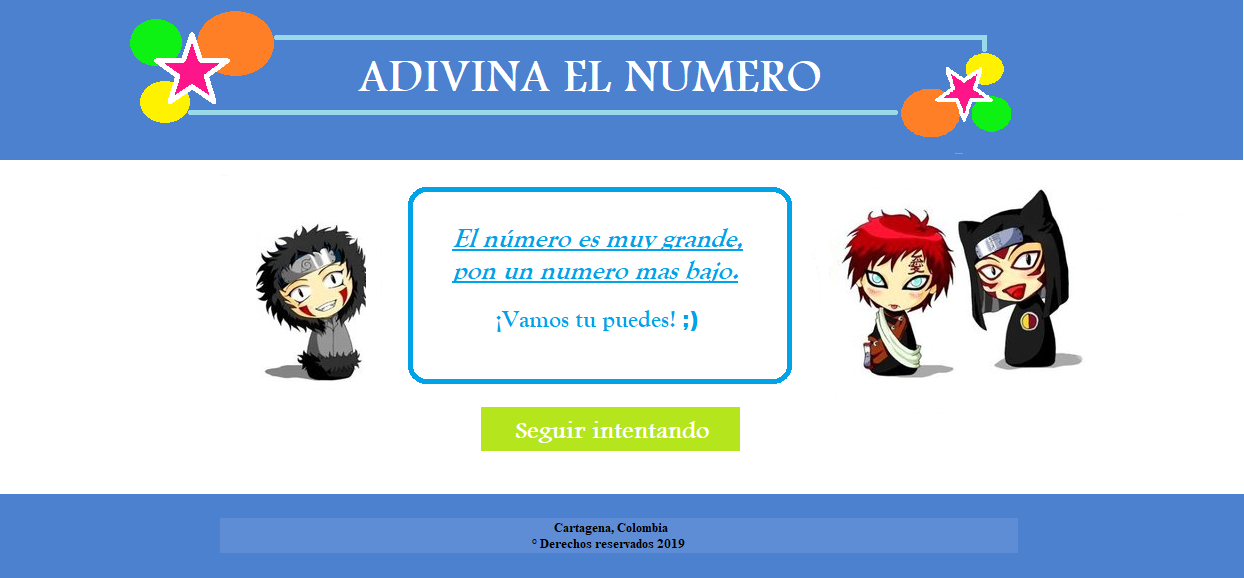 ADIVINA EL NUMERO
El número es muy grande,
pon un numero mas bajo.
¡Vamos tu puedes! ;)
愛
Seguir intentando
Cartagena, Colombia
° Derechos reservados 2019